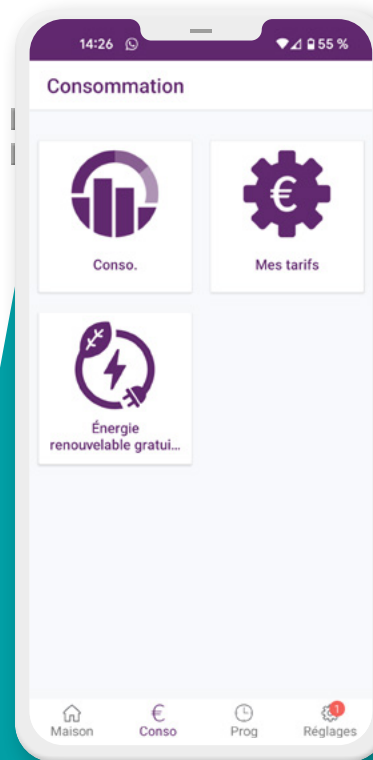 14:26 55 %
Consommation
€
Conso. Mes tarifs
Énergie
renouvelable gratui...
€ 1
Maison Conso Prog Réglages